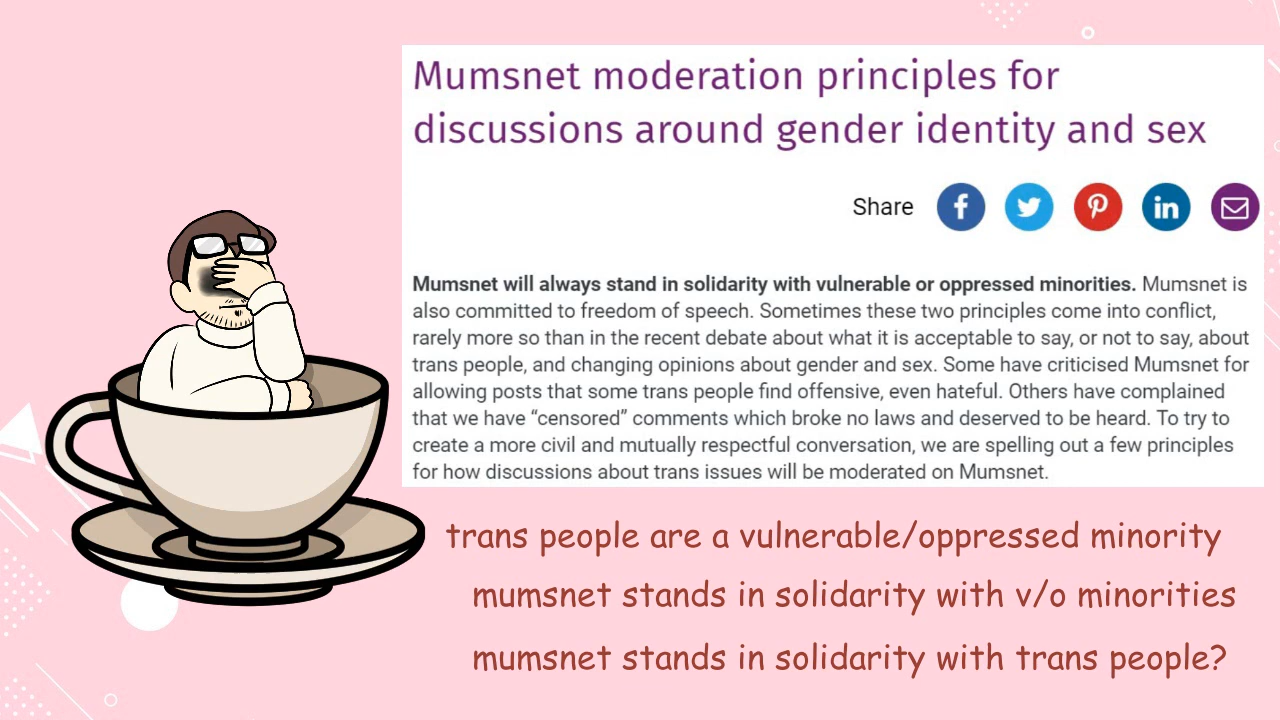 Mumsnet moderation principles for
discussions around gender identity and sex
Share
Mumsnet will always stand in solidarity with vulnerable or oppressed minorities. Mumsnet is
also committed to freedom of speech. Sometimes these two principles come into conflict,
rarely more so than in the recent debate about what it is acceptable to say, or not to say, about
trans people, and changing opinions about gender and sex. Some have criticised Mumsnet for
allowing posts that some trans people find offensive, even hateful. Others have complained
that we have “censored” comments which broke no laws and deserved to be heard. To try to
create a more civil and mutually respectful conversation, we are spelling out a few principles
for how discussions about trans issues will be moderated on Mumsnet.
trans people are a vulnerable/oppressed minority
mumsnet stands in solidarity with v/o minorities
mumsnet stands in solidarity with trans people?